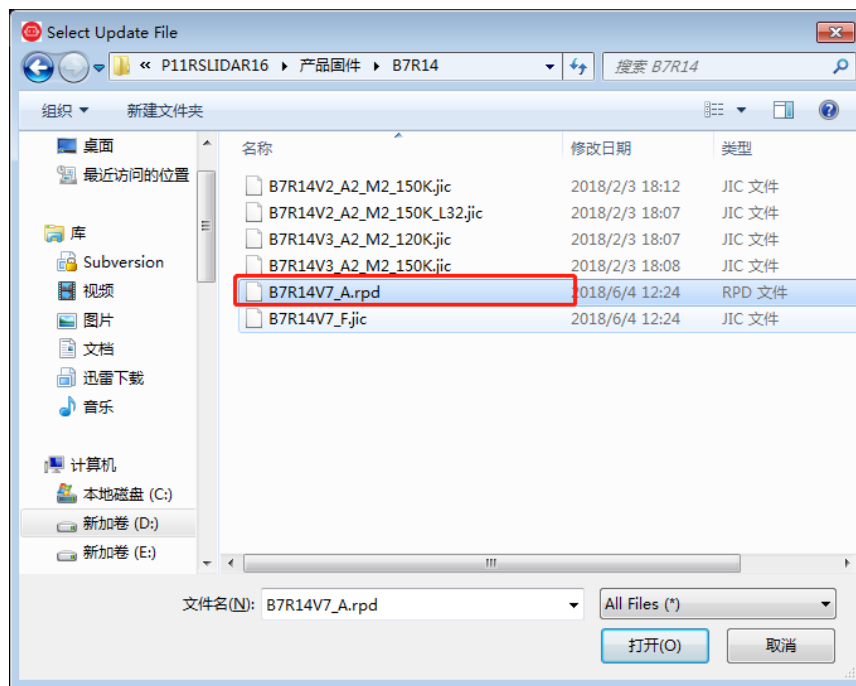 Select Update File
« P11RSLIDAR16 产品固件 B7R14
搜索 B7R14
组织 新建文件夹
名称 修改日期 类型
桌面
最近访问的位置
库
Subversion
视频
图片
文档
迅雷下载
音乐
计算机
本地磁盘 (C:)
新加卷 (D:)
新加卷 (E:)
B7R14V2_A2_M2_150K.jic 2018/2/3 18:12 JIC 文件
B7R14V2_A2_M2_150K_L32.jic 2018/2/3 18:07 JIC 文件
B7R14V3_A2_M2_120K.jic 2018/2/3 18:07 JIC 文件
B7R14V3_A2_M2_150K.jic 2018/2/3 18:08 JIC 文件
B7R14V7_A.rpd 2018/6/4 12:24 RPD 文件
B7R14V7_F.jic 2018/6/4 12:24 JIC 文件
文件名(N): B7R14V7_A.rpd All Files (*)
打开(O) 取消